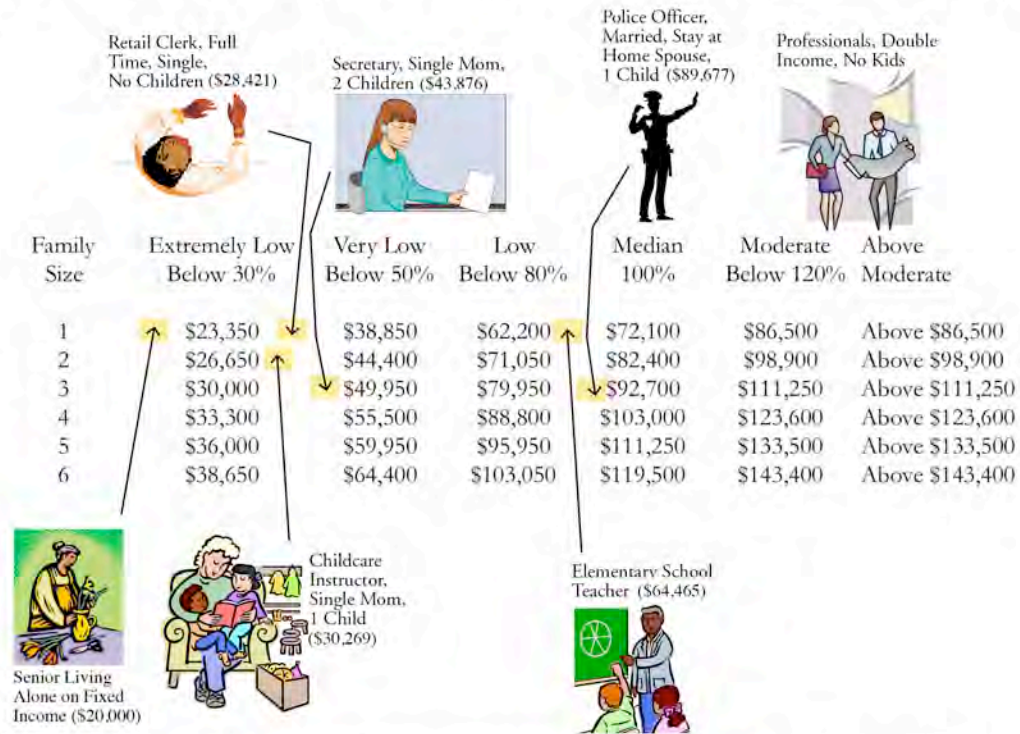 Retail Clerk, Full
Time, Single,
No Children ($28,421)
Secretary, Single Mom,
2 Children ($43,876)
Police Officer,
Married, Stay at
Home Spouse,
1 Child ($89,677)
Professionals, Double
Income, No Kids
Family Size
Extremely Low Below 30%
Very Low Below 50%
Low Below 80%
Median 100%
Moderate Below 120%
Above Moderate
1 $23,350 $38,850 $62,200 $72,100 $86,500 Above $86,500
2 $26,650 $44,400 $71,050 $82,400 $98,900 Above $98,900
3 $30,000 $49,950 $79,950 $92,700 $111,250 Above $111,250
4 $33,300 $55,500 $88,800 $103,000 $123,600 Above $123,600
5 $36,000 $59,950 $95,950 $111,250 $133,500 Above $133,500
6 $38,650 $64,400 $103,050 $119,500 $143,400 Above $143,400
Senior Living
Alone on Fixed
Income ($20,000)
Childcare
Instructor,
Single Mom,
1 Child
($30,269)
Elementary School
Teacher ($64,465)